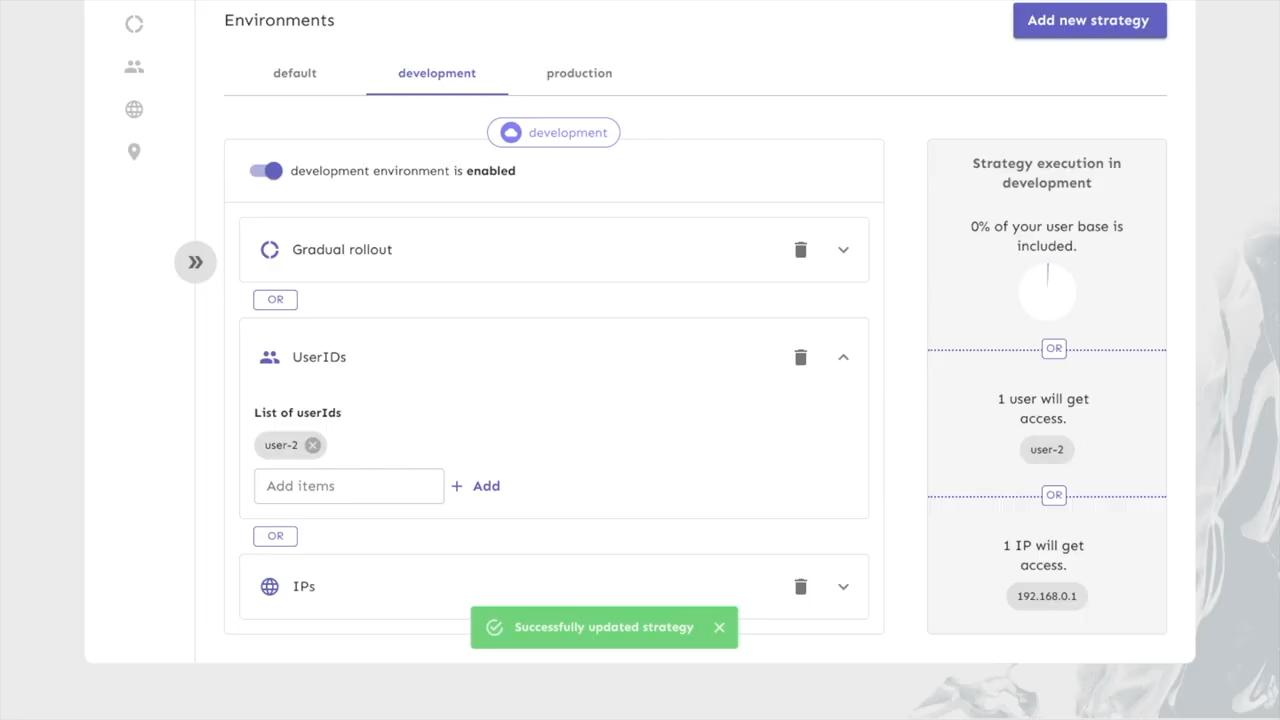 Environments
Add new strategy
default
development
production
development
development environment is enabled
Gradual rollout
OR
UserIDs
List of userIds
user-2
Add items
+ Add
OR
IPs
Successfully updated strategy
Strategy execution in
development
0% of your user base is
included.
OR
1 user will get
access.
user-2
OR
1 IP will get
access.
192.168.0.1